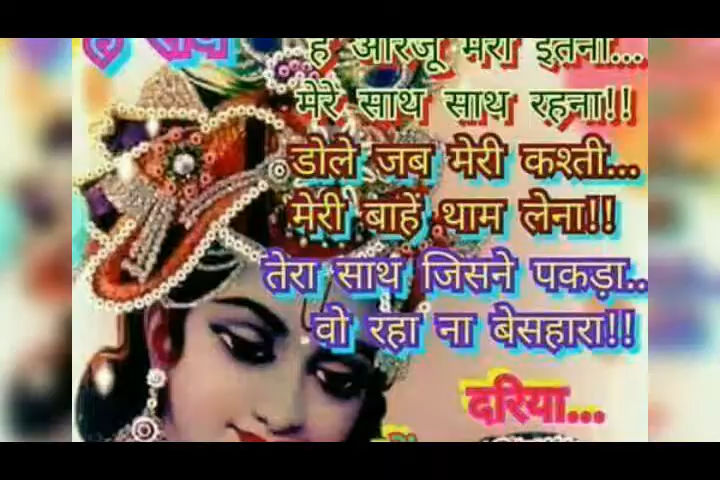 है आरजू मेरी इतनी...
मेरे साथ साथ रहना!!
डोले जब मेरी कश्ती...
मेरी बाहें थाम लेना!!
तेरा साथ जिसने पकड़ा..
वो रहा ना बेसहारा!!
दरिया...